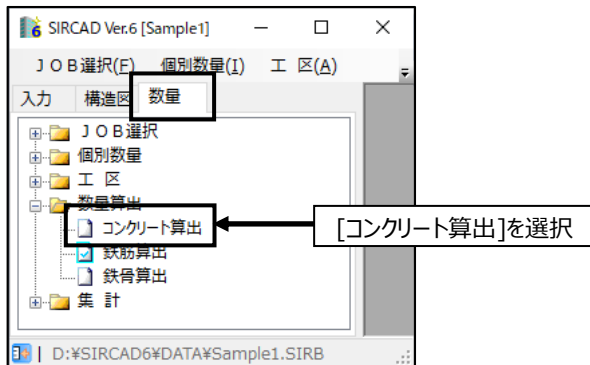 SIRCAD Ver.6 [Sample1]
ＪＯＢ選択(F) 個別数量(I) 工 区(A)
入力 構造図 数量
ＪＯＢ選択
個別数量
工 区
数量算出
コンクリート算出
[コンクリート算出]を選択
鉄筋算出
鉄骨算出
集 計
D:¥SIRCAD6¥DATA¥Sample1.SIRB